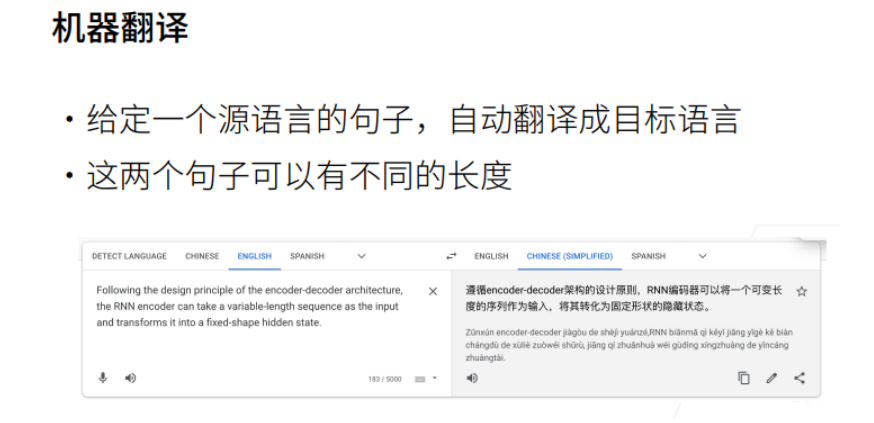 机器翻译
・给定一个源语言的句子，自动翻译成目标语言
・这两个句子可以有不同的长度
DETECT LANGUAGE CHINESE ENGLISH SPANISH
ENGLISH CHINESE (SIMPLIFIED) SPANISH
Following the design principle of the encoder-decoder architecture,
the RNN encoder can take a variable-length sequence as the input
and transforms it into a fixed-shape hidden state.
183 / 5000
遵循encoder-decoder架构的设计原则，RNN编码器可以将一个可变长
度的序列作为输入，将其转化为固定形状的隐藏状态。
Zūnxún encoder-decoder jiàgòu de shèjì yuánzé,RNN biānmǎ qì kěyǐ jiāng yīgè kě biàn
chángdù de xùliè zuòwéi shūrù, jiāng qí zhuǎnhuà wéi gùdìng xíngzhuàng de yǐncáng
zhuàngtài.